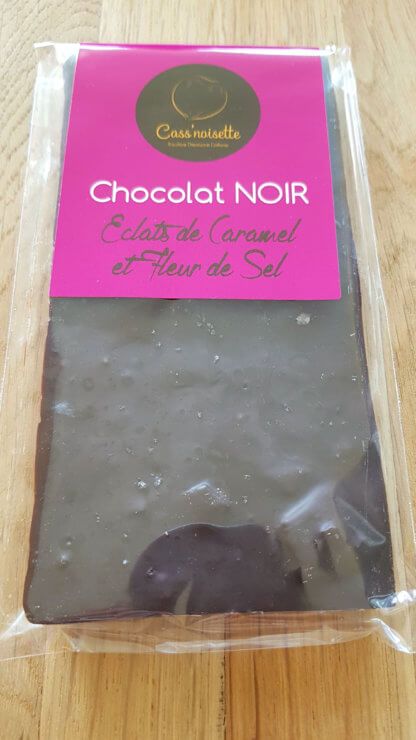 Cass'noisette
Chocolat NOIR
Eclats de Caramel
et Fleur de Sel